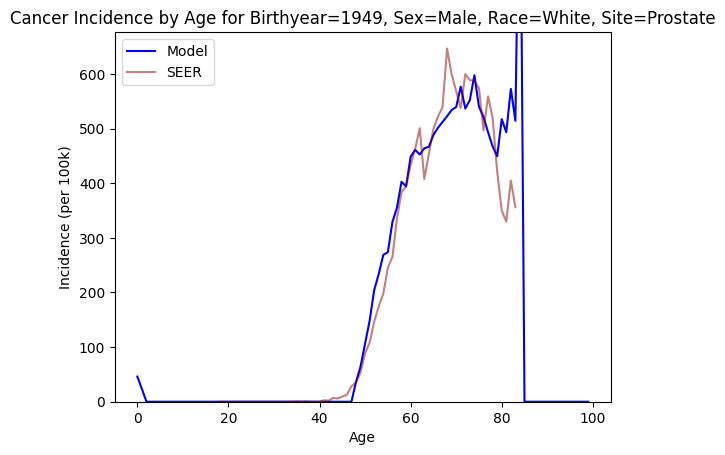 Cancer Incidence by Age for Birthyear=1949, Sex=Male, Race=White, Site=Prostate
Model
SEER
600
500
400
300
200
100
0
Incidence (per 100k)
0 20 40 60 80 100
Age